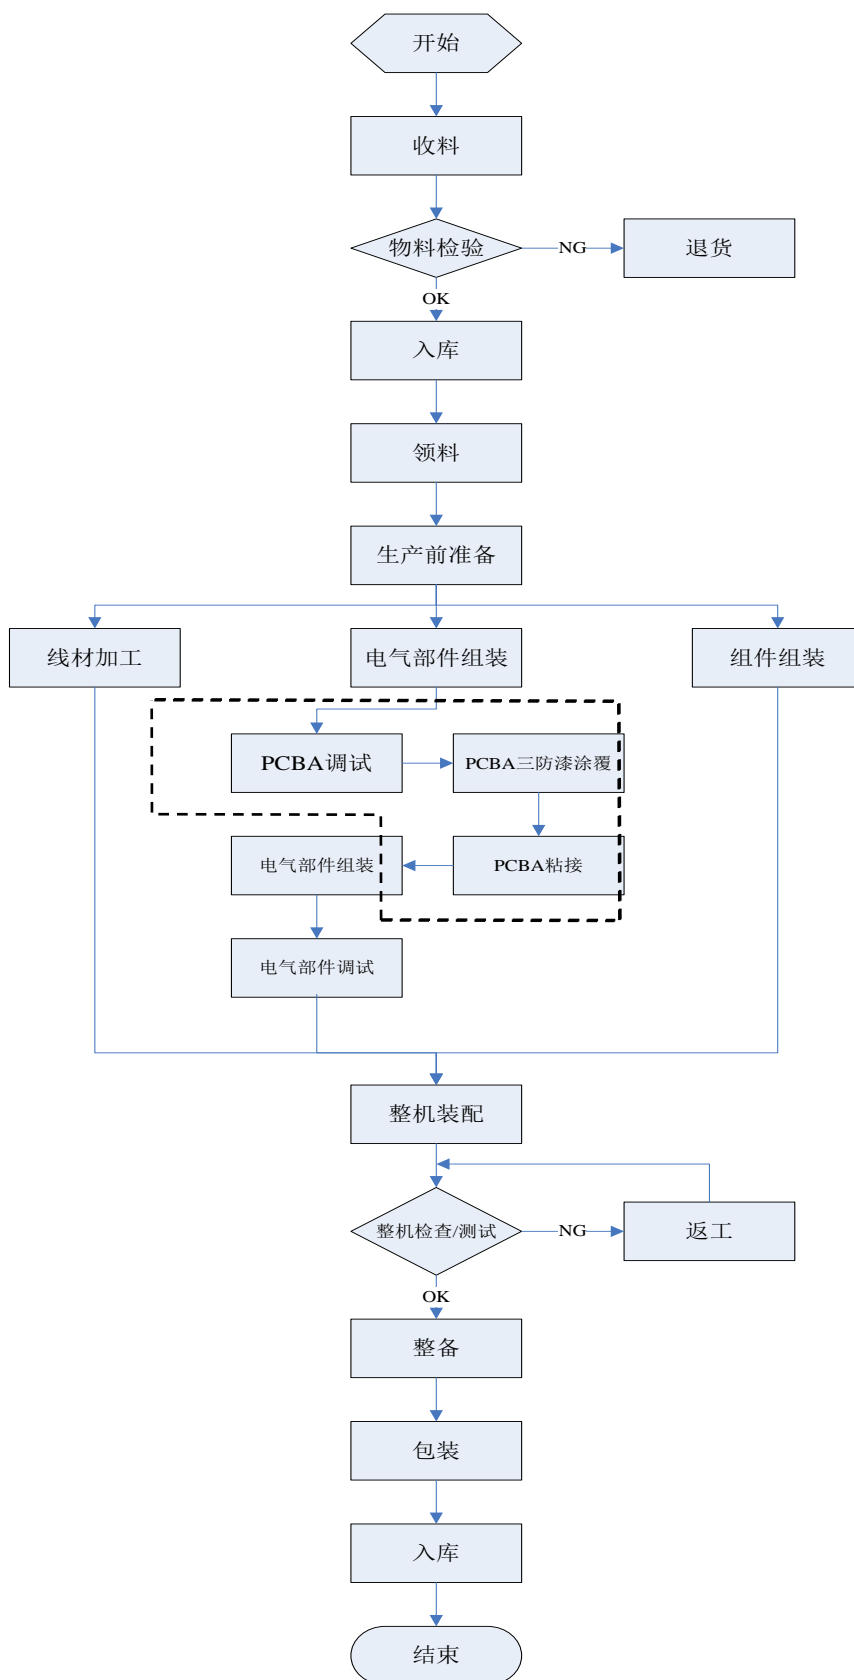 开始
收料
物料检验
NG
退货
OK
入库
领料
生产前准备
线材加工
电气部件组装
组件组装
PCBA调试
PCBA三防漆涂覆
电气部件组装
PCBA粘接
电气部件调试
整机装配
整机检查/测试
NG
返工
OK
整备
包装
入库
结束